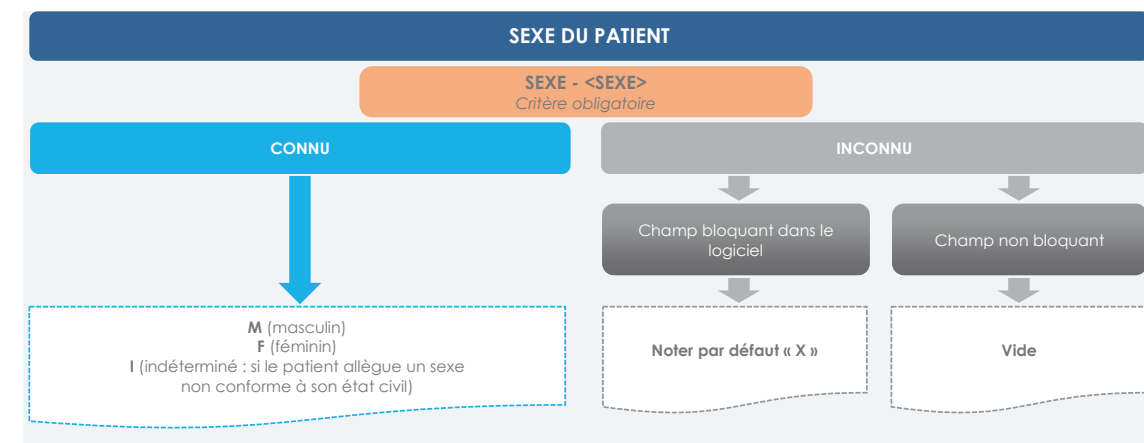 SEXE DU PATIENT
SEXE - <SEXE>
Critère obligatoire
CONNU
INCONNU
Champ bloquant dans le
logiciel
Champ non bloquant
M (masculin)
F (féminin)
I (indéterminé : si le patient allègue un sexe
non conforme à son état civil)
Noter par défaut « X »
Vide